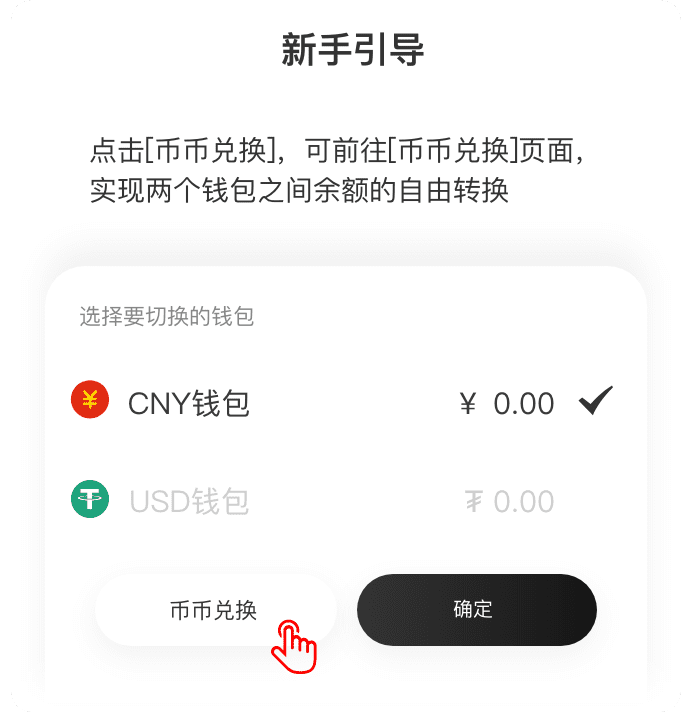 新手引导
点击[币币兑换]，可前往[币币兑换]页面，
实现两个钱包之间余额的自由转换
选择要切换的钱包
¥ CNY钱包 ¥ 0.00
₮ USD钱包 ₮ 0.00
币币兑换 确定